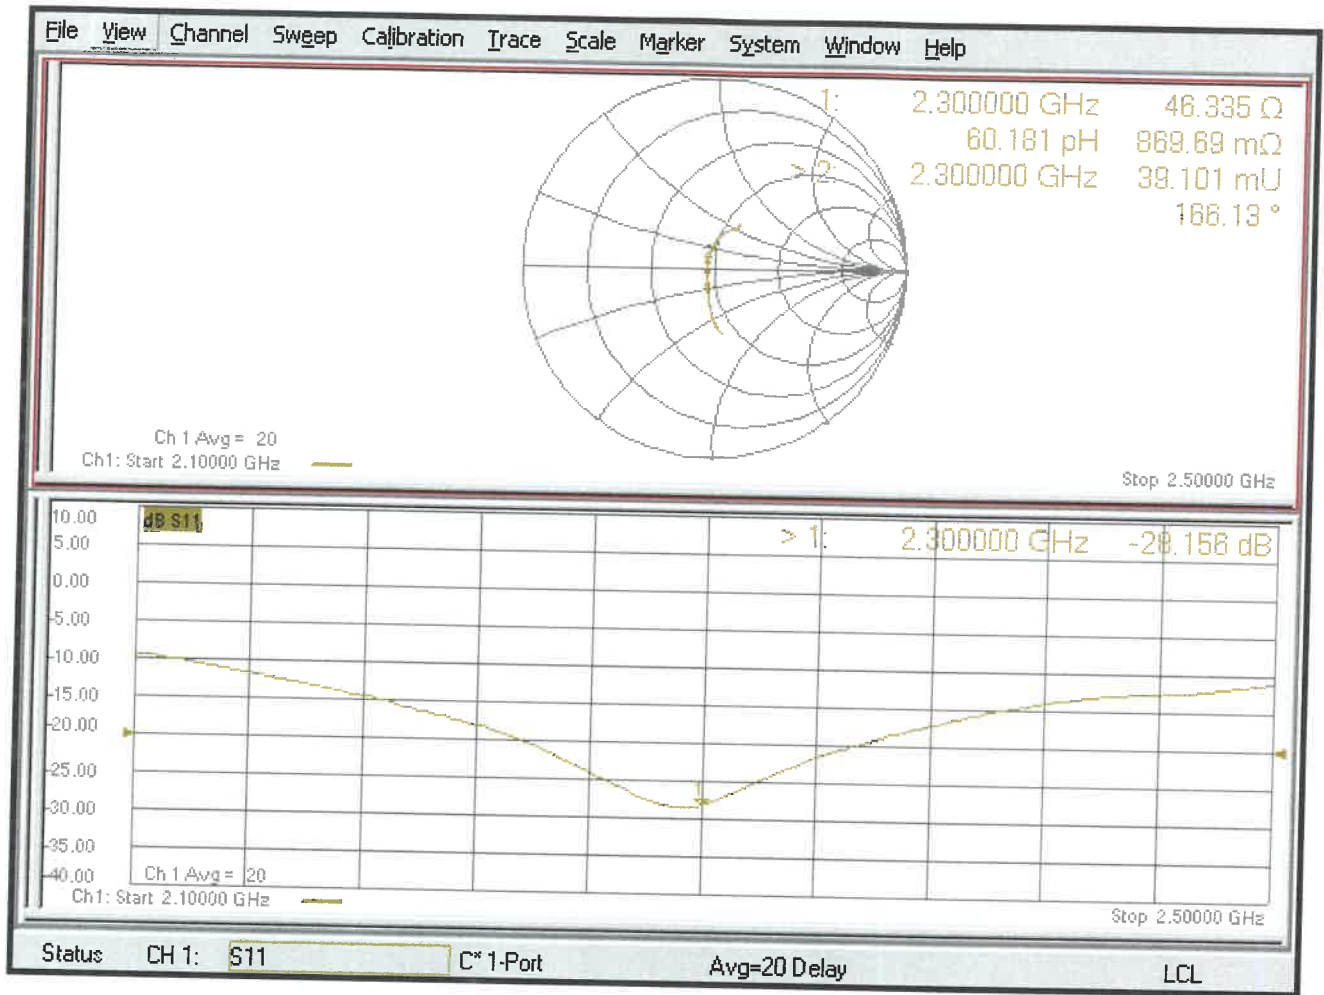 File View Channel Sweep Calibration Trace Scale Marker System Window Help
1: 2.300000 GHz 46.335 Ω
60.181 pH 869.69 mΩ
> 2: 2.300000 GHz 39.101 mU
166.13 °
Ch 1 Avg = 20
Ch1: Start 2.10000 GHz
Stop 2.50000 GHz
10.00
dB S11
> 1: 2.300000 GHz -28.156 dB
5.00
0.00
-5.00
-10.00
-15.00
-20.00
-25.00
1
-30.00
-35.00
-40.00
Ch 1 Avg = 20
Ch1: Start 2.10000 GHz
Stop 2.50000 GHz
Status CH 1: S11 C* 1-Port Avg=20 Delay LCL